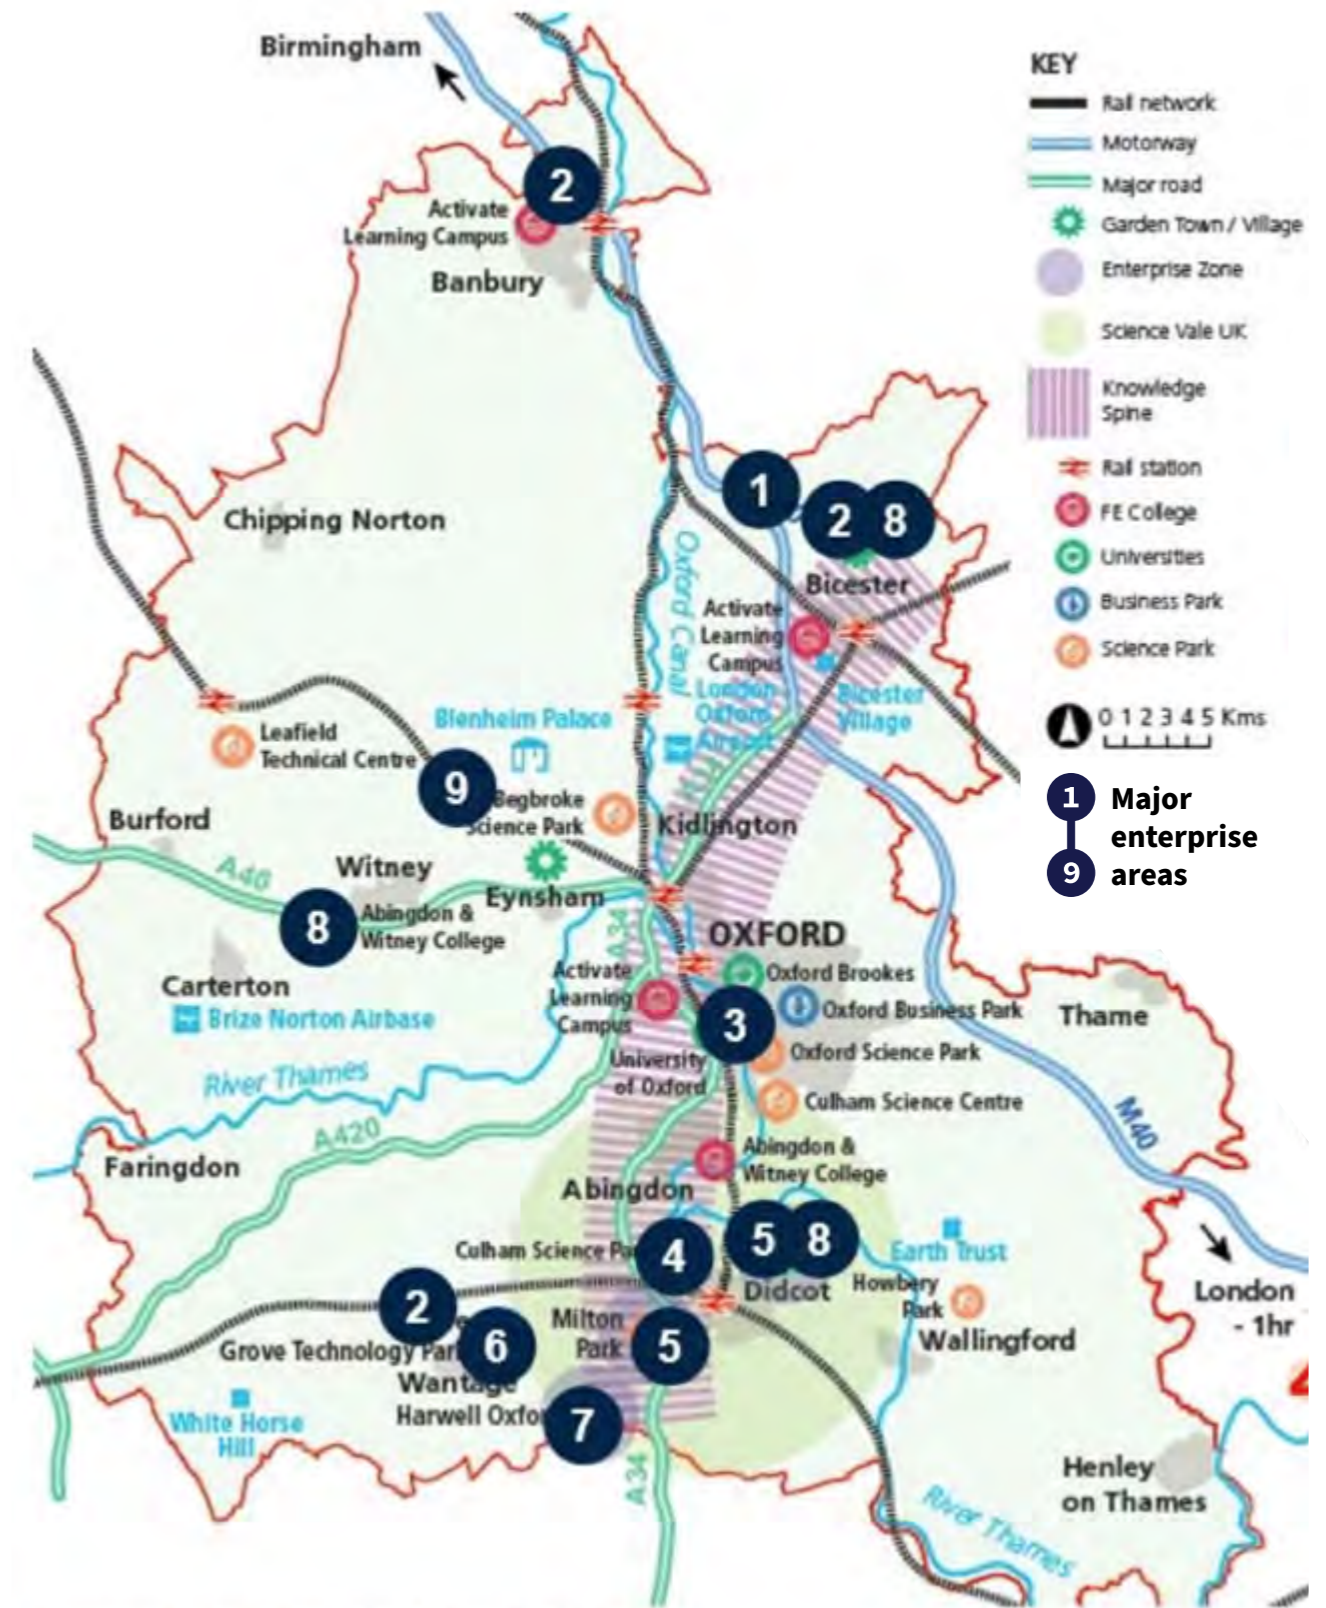 Birmingham
2
Activate
Learning Campus
Banbury
Chipping Norton
Oxford Canal
1
2
8
Bicester
Activate
Learning
Campus
London
Oxford
Airport
Bicester
Village
Leafield
Technical Centre
Blenheim Palace
9
Begbroke
Science Park
Kidlington
Burford
A40
Witney
Eynsham
8
Abingdon &
Witney College
A34
OXFORD
Oxford Brookes
Carterton
Brize Norton Airbase
Activate
Learning
Campus
3
Oxford Business Park
Oxford Science Park
University
of Oxford
Culham Science Centre
Thame
M40
River Thames
A420
Faringdon
Abingdon &
Witney College
Abingdon
Culham Science Par
4
5
8
Didcot
Earth Trust
Howbery
Park
Wallingford
London
- 1hr
2
Grove Technology Par
6
Milton
Park
5
Wantage
Harwell Oxfo
7
White Horse
Hill
A34
Henley
on Thames
River Thames
KEY
Rail network
Motorway
Major road
Garden Town / Village
Enterprise Zone
Science Vale UK
Knowledge
Spine
Rail station
FE College
Universities
Business Park
Science Park
0 1 2 3 4 5 Kms
1
9
Major
enterprise
areas